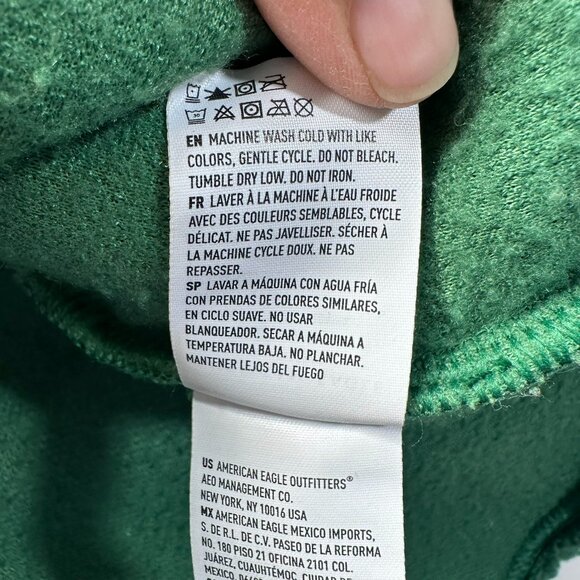 EN MACHINE WASH COLD WITH LIKE
COLORS, GENTLE CYCLE. DO NOT BLEACH.
TUMBLE DRY LOW. DO NOT IRON.
FR LAVER À LA MACHINE À L'EAU FROIDE
AVEC DES COULEURS SEMBLABLES, CYCLE
DÉLICAT. NE PAS JAVELLISER. SÉCHER À
LA MACHINE CYCLE DOUX. NE PAS
REPASSER.
SP LAVAR A MÁQUINA CON AGUA FRÍA
CON PRENDAS DE COLORES SIMILARES,
EN CICLO SUAVE. NO USAR
BLANQUEADOR. SECAR A MÁQUINA A
TEMPERATURA BAJA. NO PLANCHAR.
MANTENER LEJOS DEL FUEGO
US AMERICAN EAGLE OUTFITTERS®
AEO MANAGEMENT CO.
NEW YORK, NY 10016 USA
MX AMERICAN EAGLE MEXICO IMPORTS,
S. DE R.L. DE C.V. PASEO DE LA REFORMA
NO. 180 PISO 21 OFICINA 2101 COL.
JUÁREZ, CUAUHTÉMOC, CIUDAD DE